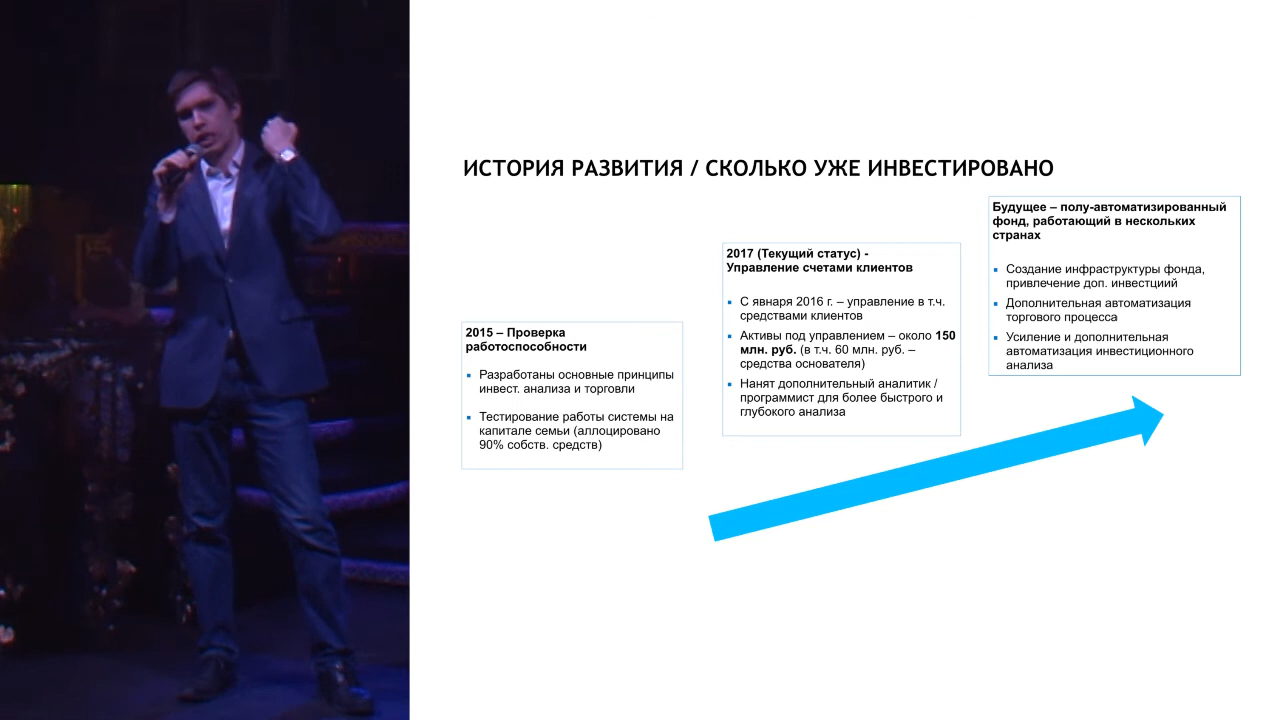 ИСТОРИЯ РАЗВИТИЯ / СКОЛЬКО УЖЕ ИНВЕСТИРОВАНО
2015 – Проверка
работоспособности
▪ Разработаны основные принципы
инвест. анализа и торговли
▪ Тестирование работы системы на
капитале семьи (аллоцировано
90% собств. средств)
2017 (Текущий статус) -
Управление счетами клиентов
▪ С явнаря 2016 г. – управление в т.ч.
средствами клиентов
▪ Активы под управлением – около 150
млн. руб. (в т.ч. 60 млн. руб. –
средства основателя)
▪ Нанят дополнительный аналитик /
программист для более быстрого и
глубокого анализа
Будущее – полу-автоматизированный
фонд, работающий в нескольких
странах
▪ Создание инфраструктуры фонда,
привлечение доп. инвестциий
▪ Дополнительная автоматизация
торгового процесса
▪ Усиление и дополнительная
автоматизация инвестиционного
анализа